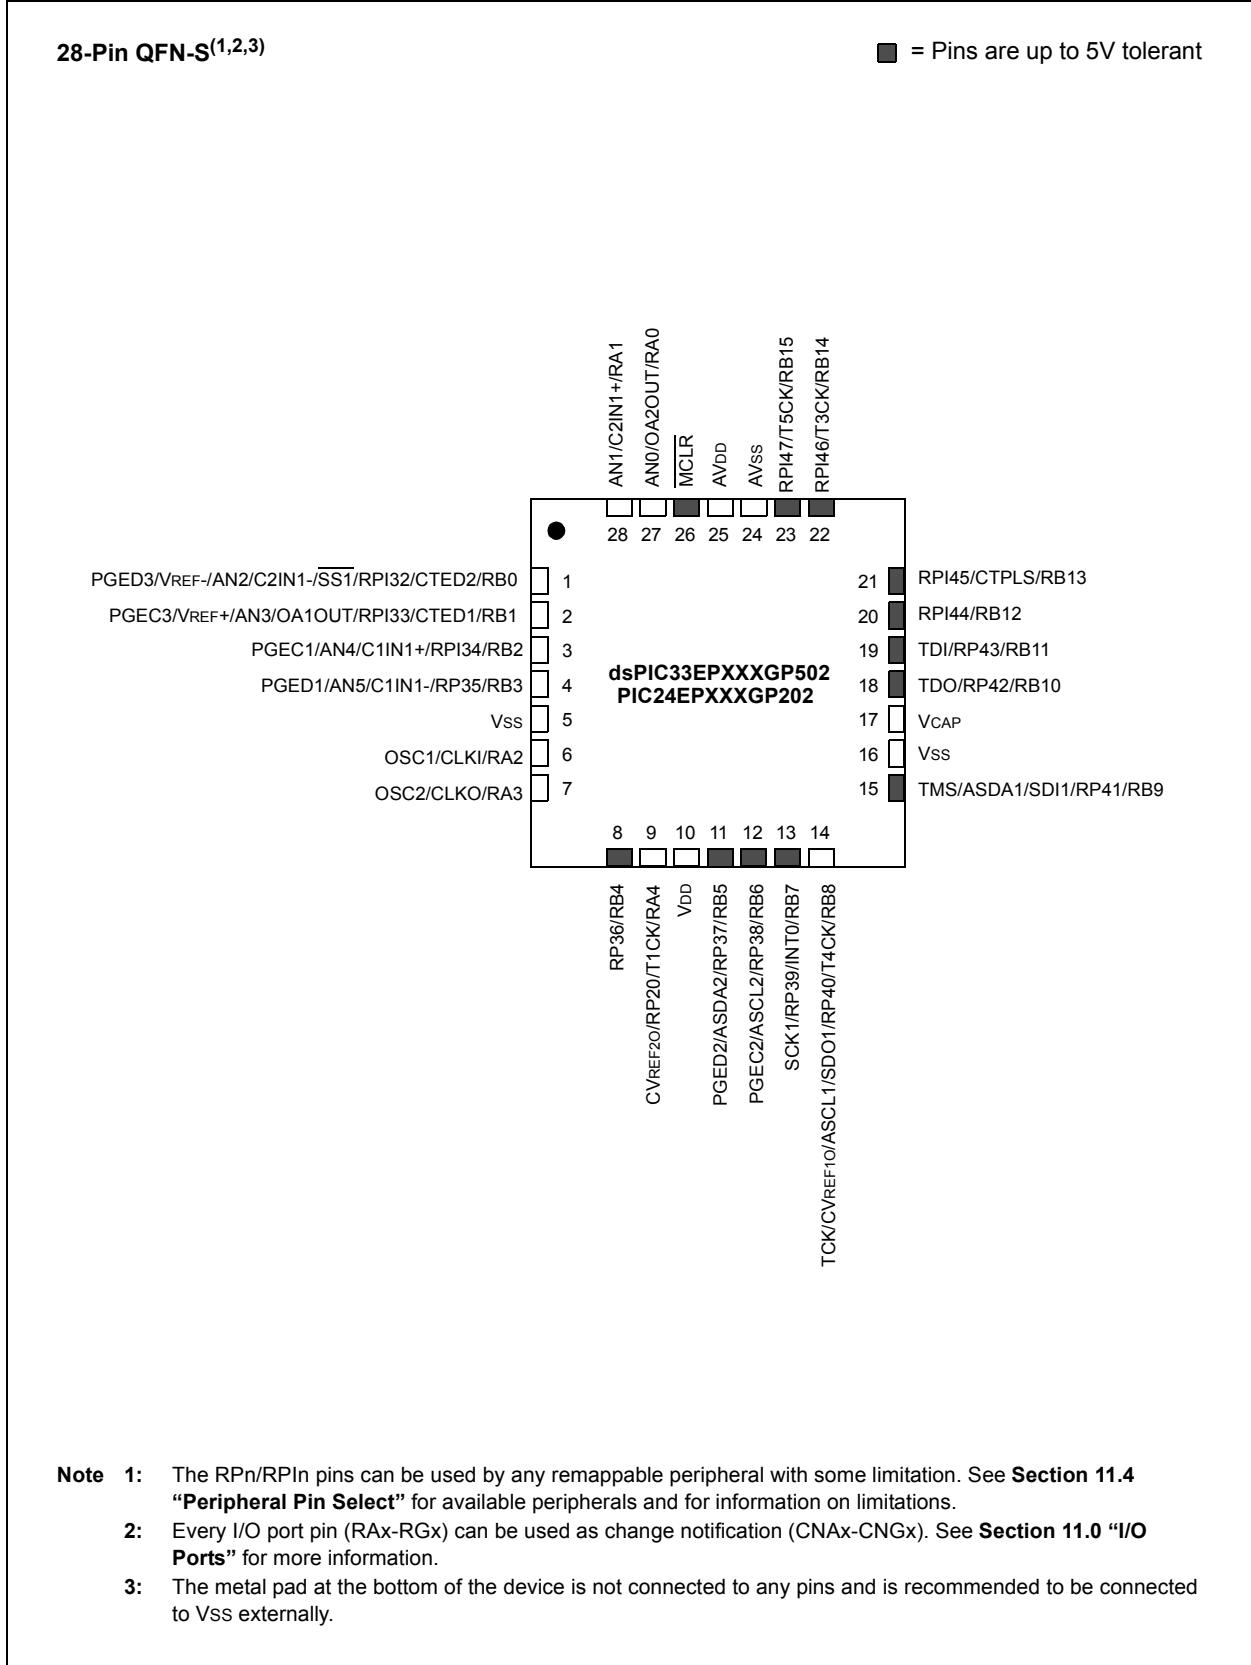 28-Pin QFN-S(1,2,3)
= Pins are up to 5V tolerant
AN1/C2IN1+/RA1
AN0/OA2OUT/RA0
MCLR
AVDD
AVSS
RPI47/T5CK/RB15
RPI46/T3CK/RB14
28 27 26 25 24 23 22
PGED3/VREF-/AN2/C2IN1-/SS1/RPI32/CTED2/RB0 1
PGEC3/VREF+/AN3/OA1OUT/RPI33/CTED1/RB1 2
PGEC1/AN4/C1IN1+/RPI34/RB2 3
PGED1/AN5/C1IN1-/RP35/RB3 4
VSS 5
OSC1/CLKI/RA2 6
OSC2/CLKO/RA3 7
dsPIC33EPXXXGP502
PIC24EPXXXGP202
21 RPI45/CTPLS/RB13
20 RPI44/RB12
19 TDI/RP43/RB11
18 TDO/RP42/RB10
17 VCAP
16 VSS
15 TMS/ASDA1/SDI1/RP41/RB9
8 9 10 11 12 13 14
RP36/RB4
CVREF2O/RP20/T1CK/RA4
VDD
PGED2/ASDA2/RP37/RB5
PGEC2/ASCL2/RP38/RB6
SCK1/RP39/INT0/RB7
TCK/CVREF1O/ASCL1/SDO1/RP40/T4CK/RB8
Note 1: The RPn/RPIn pins can be used by any remappable peripheral with some limitation. See Section 11.4
“Peripheral Pin Select” for available peripherals and for information on limitations.
2: Every I/O port pin (RAx-RGx) can be used as change notification (CNAx-CNGx). See Section 11.0 “I/O
Ports” for more information.
3: The metal pad at the bottom of the device is not connected to any pins and is recommended to be connected
to VSS externally.